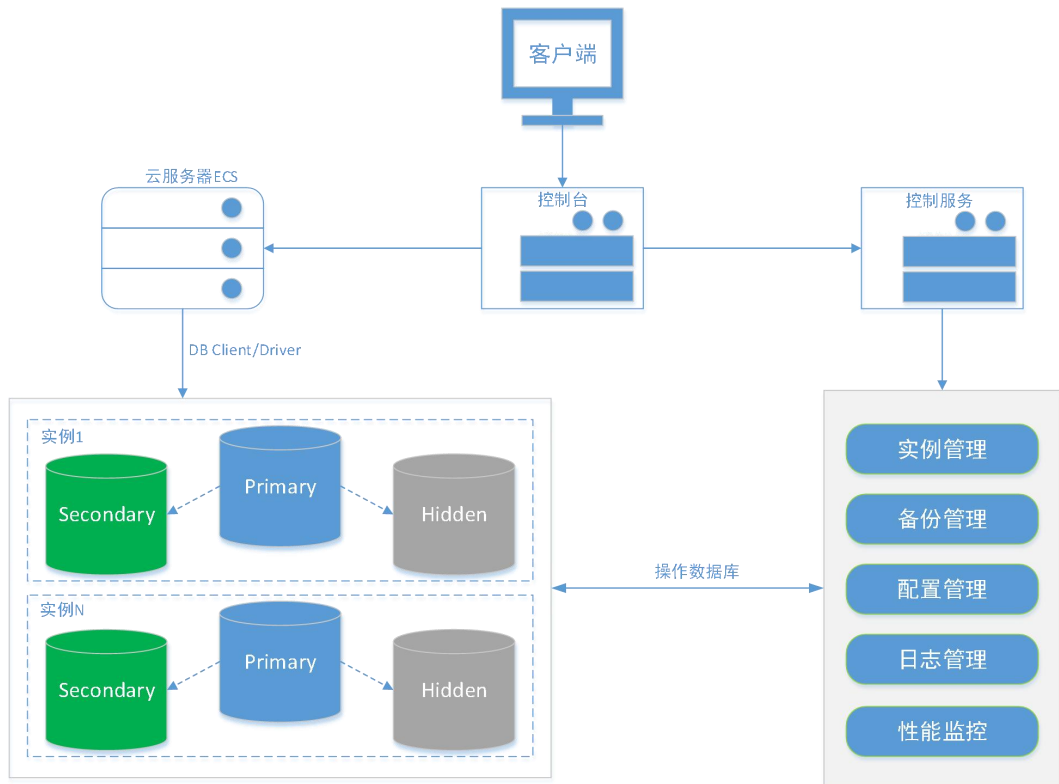 客户端
云服务器ECS
控制台
控制服务
DB Client/Driver
实例1
Primary
Secondary
Hidden
实例N
Primary
Secondary
Hidden
操作数据库
实例管理
备份管理
配置管理
日志管理
性能监控